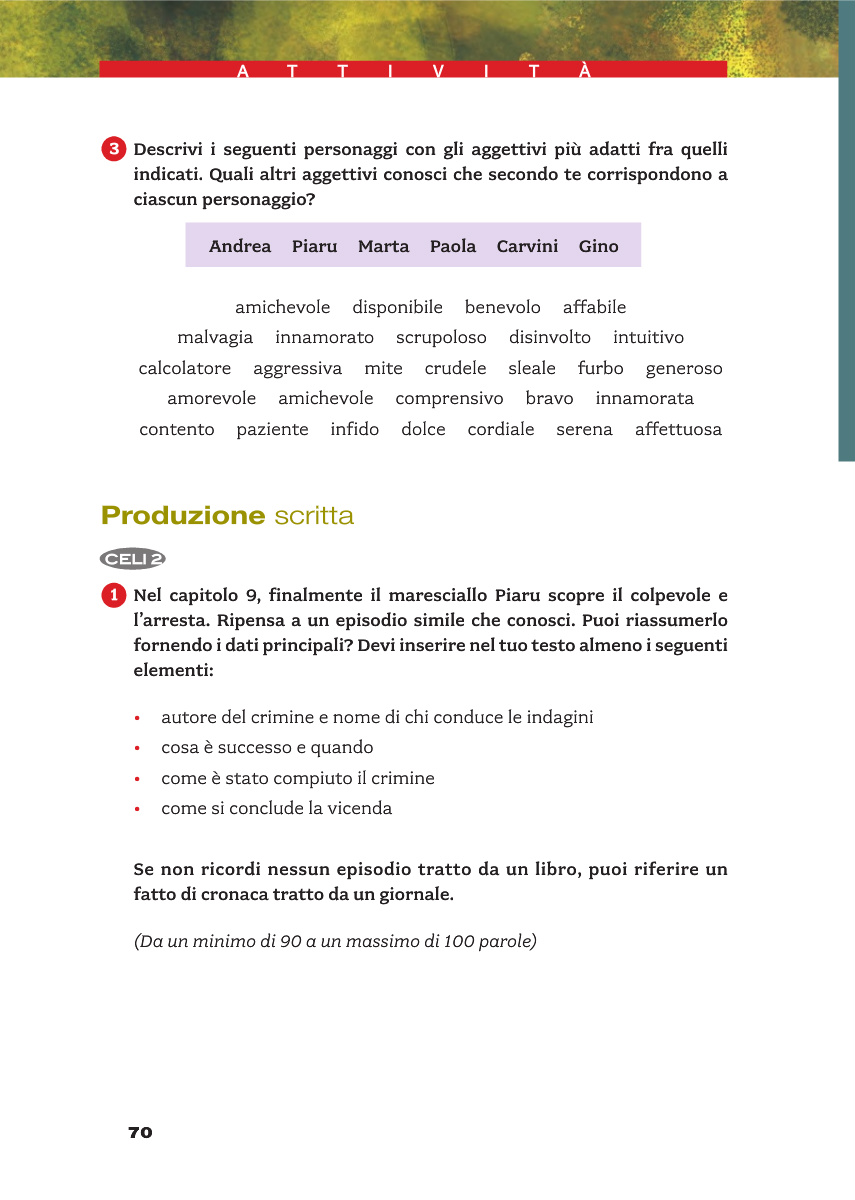 ATTIVITÀ
3 Descrivi i seguenti personaggi con gli aggettivi più adatti fra quelli
indicati. Quali altri aggettivi conosci che secondo te corrispondono a
ciascun personaggio?
Andrea Piaru Marta Paola Carvini Gino
amichevole disponibile benevolo affabile
malvagia innamorato scrupoloso disinvolto intuitivo
calcolatore aggressiva mite crudele sleale furbo generoso
amorevole amichevole comprensivo bravo innamorata
contento paziente infido dolce cordiale serena affettuosa
Produzione scritta
CELI 2
1 Nel capitolo 9, finalmente il maresciallo Piaru scopre il colpevole e
l’arresta. Ripensa a un episodio simile che conosci. Puoi riassumerlo
fornendo i dati principali? Devi inserire nel tuo testo almeno i seguenti
elementi:
• autore del crimine e nome di chi conduce le indagini
• cosa è successo e quando
• come è stato compiuto il crimine
• come si conclude la vicenda
Se non ricordi nessun episodio tratto da un libro, puoi riferire un
fatto di cronaca tratto da un giornale.
(Da un minimo di 90 a un massimo di 100 parole)
70